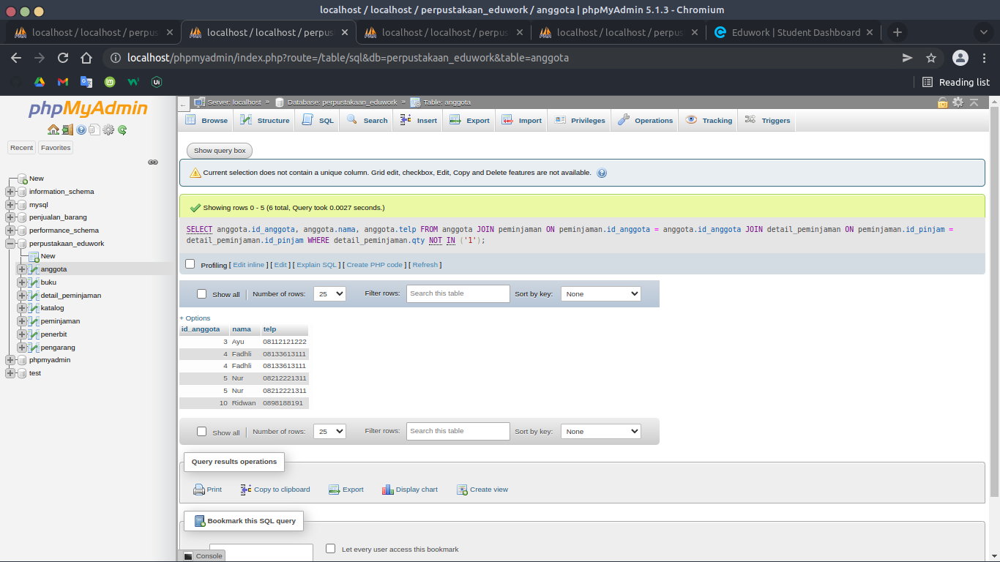 localhost / localhost / perpustakaan_eduwork / anggota | phpMyAdmin 5.1.3 - Chromium
localhost / localhost / perpus localhost / localhost / perpus localhost / localhost / perpus localhost / localhost / perpus Eduwork | Student Dashboard
localhost/phpmyadmin/index.php?route=/table/sql&db=perpustakaan_eduwork&table=anggota
Reading list
phpMyAdmin
Recent Favorites
New
information_schema
mysql
penjualan_barang
performance_schema
perpustakaan_eduwork
New
anggota
buku
detail_peminjaman
katalog
peminjaman
penerbit
pengarang
phpmyadmin
test
Server: localhost » Database: perpustakaan_eduwork » Table: anggota
Browse Structure SQL Search Insert Export Import Privileges Operations Tracking Triggers
Show query box
Current selection does not contain a unique column. Grid edit, checkbox, Edit, Copy and Delete features are not available.
Showing rows 0 - 5 (6 total, Query took 0.0027 seconds.)
SELECT anggota.id_anggota, anggota.nama, anggota.telp FROM anggota JOIN peminjaman ON peminjaman.id_anggota = anggota.id_anggota JOIN detail_peminjaman ON peminjaman.id_pinjam =
detail_peminjaman.id_pinjam WHERE detail_peminjaman.qty NOT IN ('1');
Profiling [ Edit inline ] [ Edit ] [ Explain SQL ] [ Create PHP code ] [ Refresh ]
Show all | Number of rows: 25 Filter rows: Search this table Sort by key: None
+ Options
id_anggota nama telp
3 Ayu 08112121222
4 Fadhli 08133613111
4 Fadhli 08133613111
5 Nur 08212221311
5 Nur 08212221311
10 Ridwan 0898188191
Show all | Number of rows: 25 Filter rows: Search this table Sort by key: None
Query results operations
Print Copy to clipboard Export Display chart Create view
Bookmark this SQL query
Let every user access this bookmark
Console